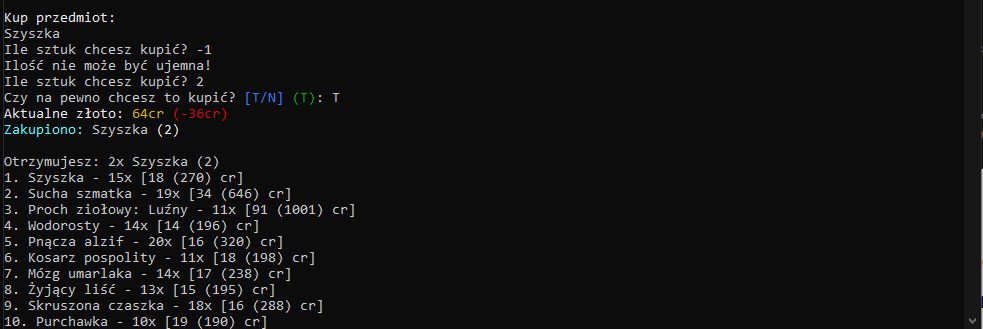 Kup przedmiot:
Szyszka
Ile sztuk chcesz kupić? -1
Ilość nie może być ujemna!
Ile sztuk chcesz kupić? 2
Czy na pewno chcesz to kupić? [T/N] (T): T
Aktualne złoto: 64cr (-36cr)
Zakupiono: Szyszka (2)
Otrzymujesz: 2x Szyszka (2)
1. Szyszka - 15x [18 (270) cr]
2. Sucha szmatka - 19x [34 (646) cr]
3. Proch ziołowy: Luźny - 11x [91 (1001) cr]
4. Wodorosty - 14x [14 (196) cr]
5. Pnącza alzif - 20x [16 (320) cr]
6. Kosarz pospolity - 11x [18 (198) cr]
7. Mózg umarlaka - 14x [17 (238) cr]
8. Żyjący liść - 13x [15 (195) cr]
9. Skruszona czaszka - 18x [16 (288) cr]
10. Purchawka - 10x [19 (190) cr]